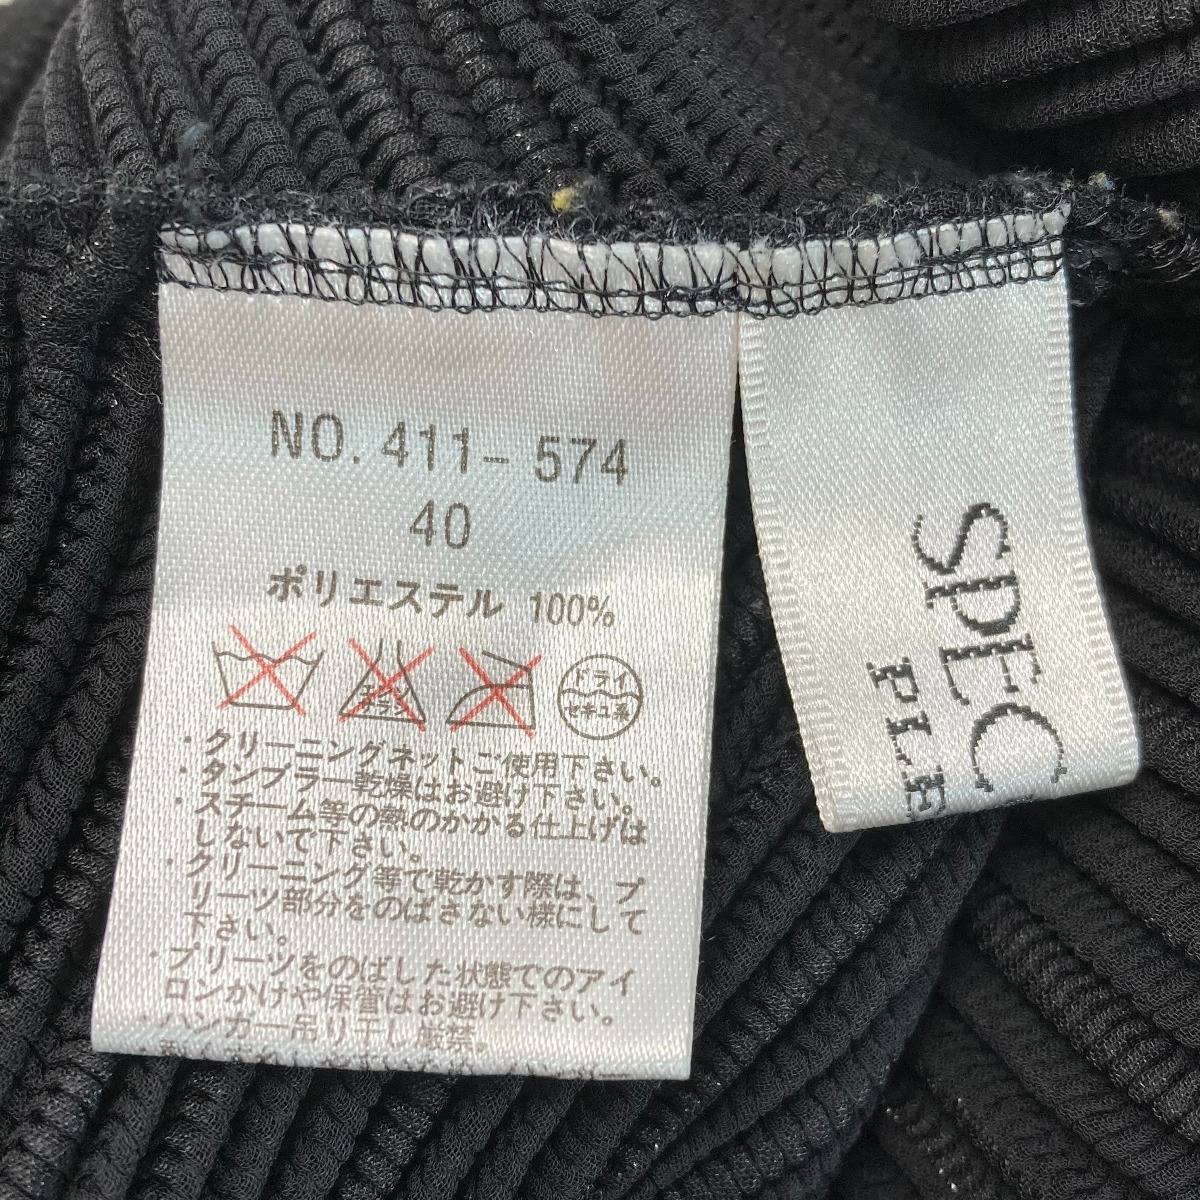 NO. 411- 574
40
ポリエステル 100%
エンソ
サラシ
ドライ
セキユ系
・クリーニングネットご使用下さい。
・タンブラー乾燥はお避け下さい。
・スチーム等の熱のかかる仕上げは
しないで下さい。
・クリーニング等で乾かす際は、プ
リーツ部分をのばさない様にして
下さい。
・プリーツをのばした状態でのアイ
ロンかけや保管はお避け下さい。
・ハンガー吊り干し厳禁。
SPEC
PLE